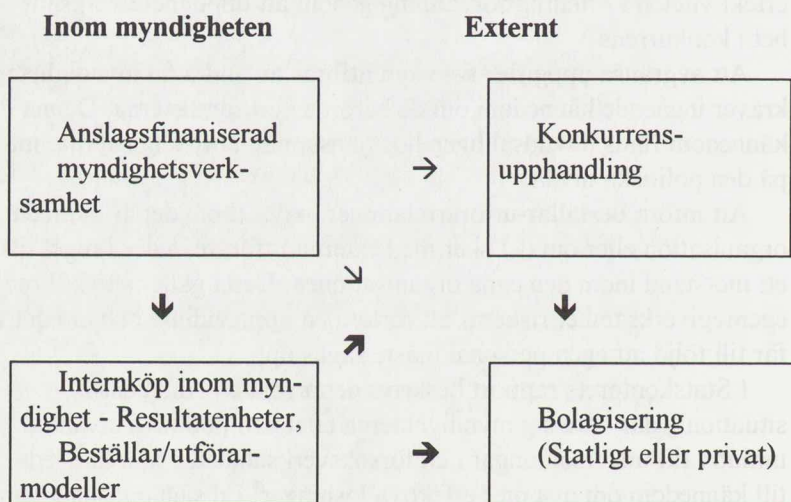 Inom myndigheten
Externt
Anslagsfinaniserad
myndighetsverk-
samhet
→
Konkurrens-
upphandling
Internköp inom myn-
dighet - Resultatenheter,
Beställar/utförar-
modeller
Bolagisering
(Statligt eller privat)